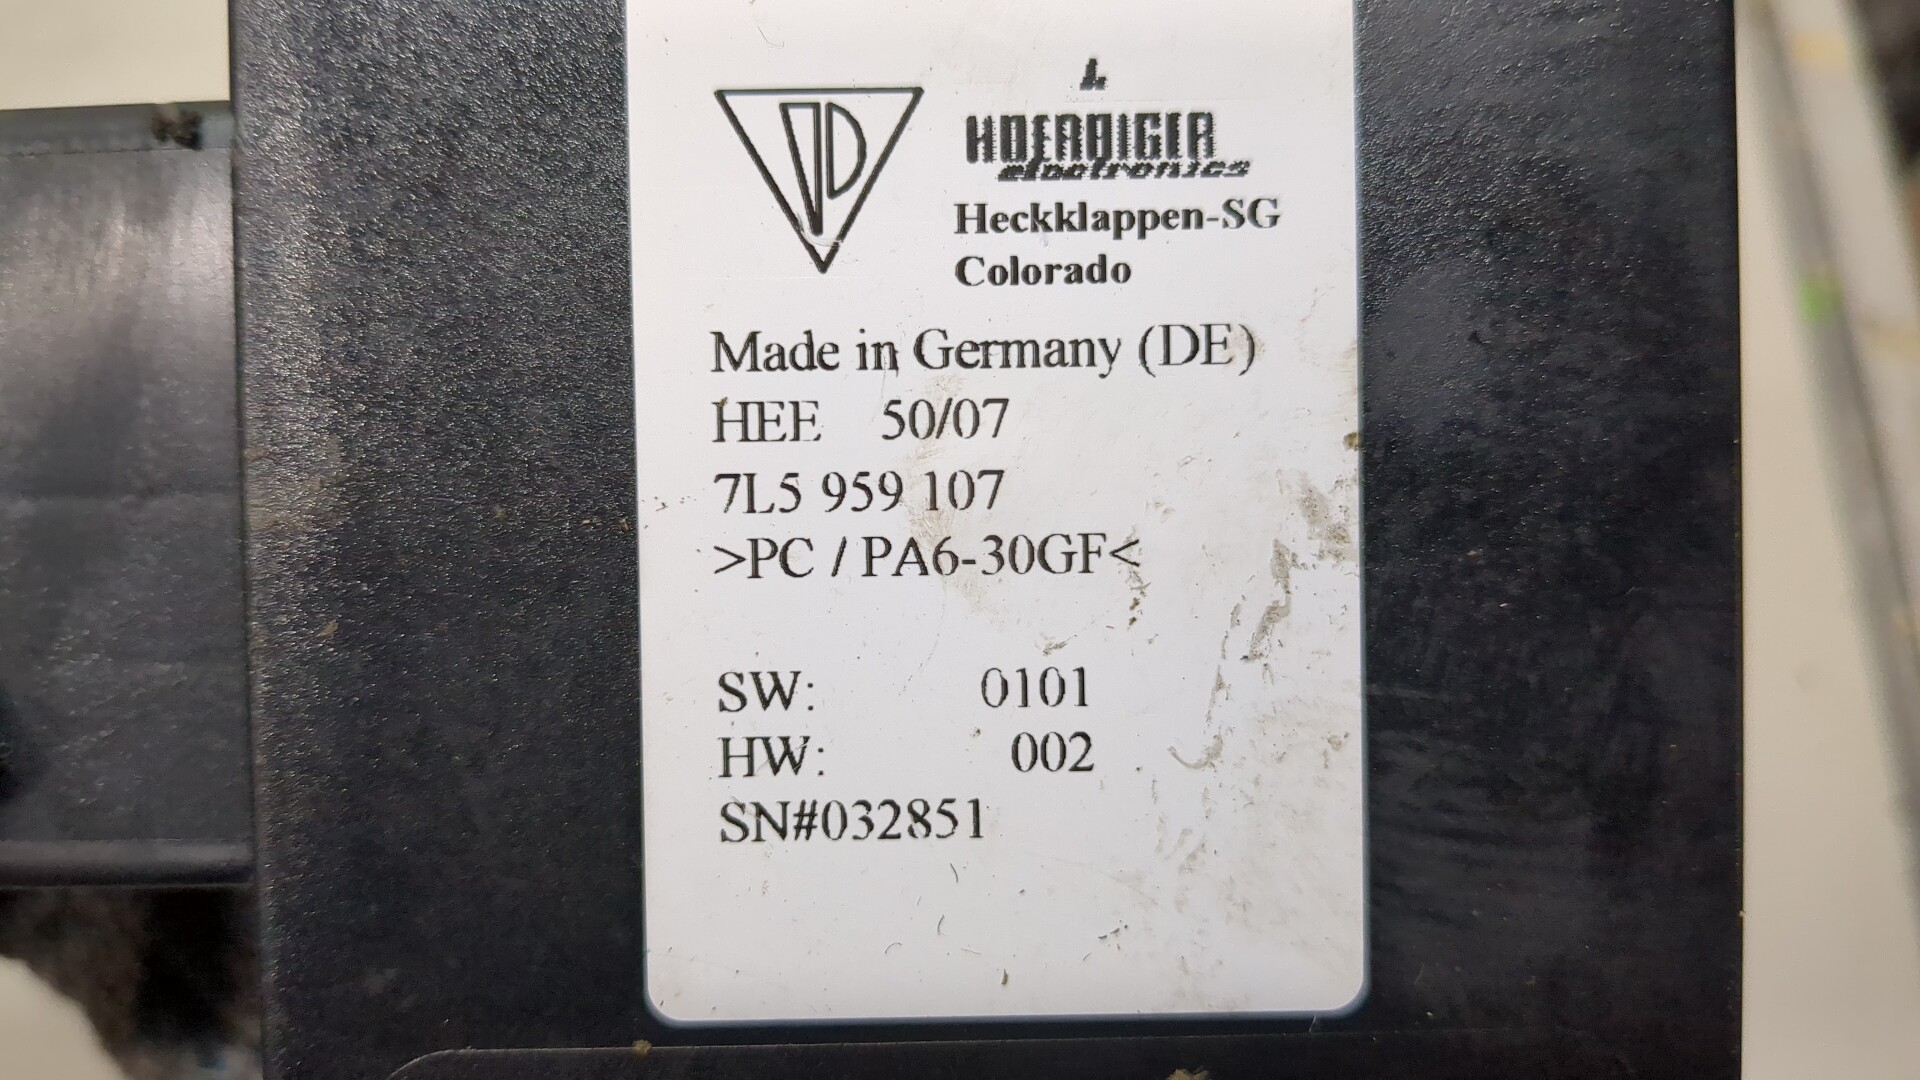 HOERBIGER
electronics
Heckklappen-SG
Colorado
Made in Germany (DE)
HEE 50/07
7L5 959 107
>PC / PA6-30GF<
SW: 0101
HW: 002
SN#032851